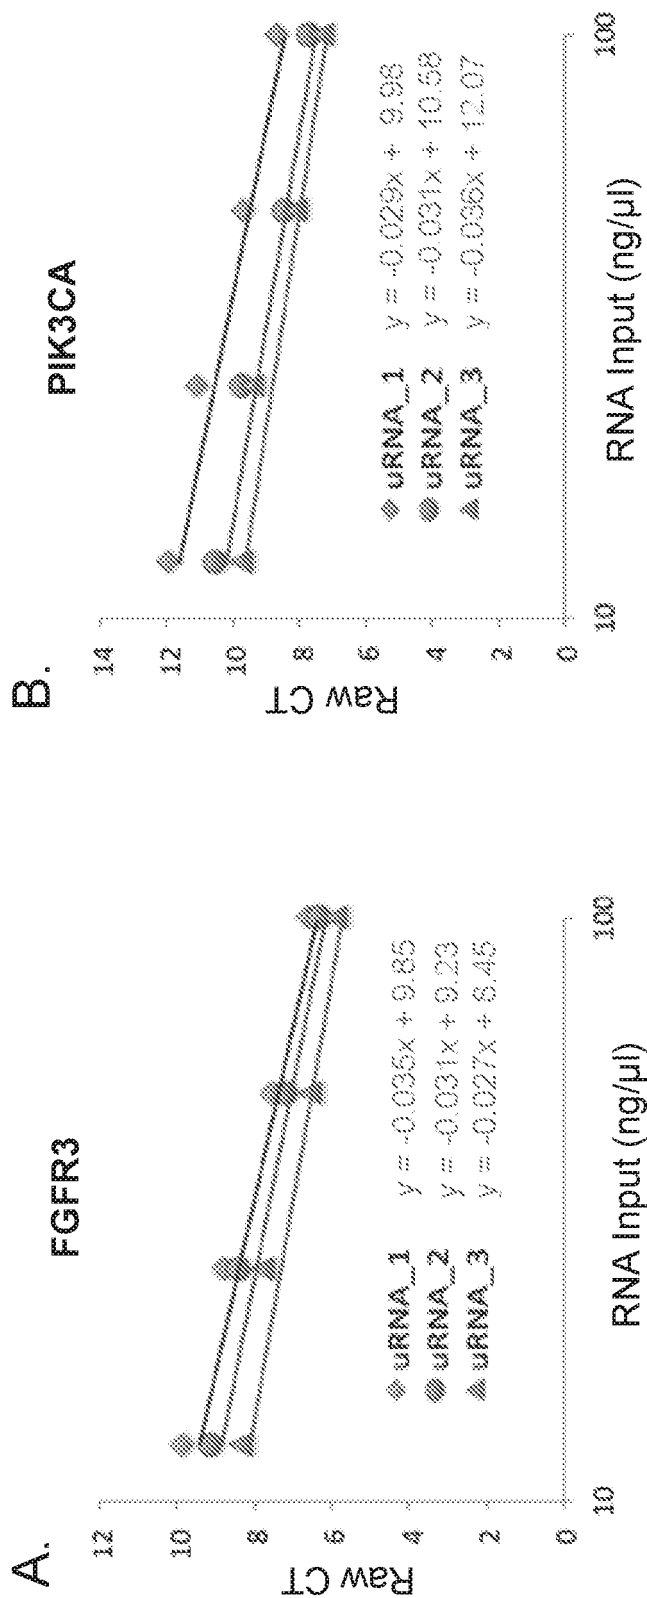 A.
FGFR3
Raw CT
12
10
8
6
4
2
0
uRNA_1 y = -0.035x + 9.85
uRNA_2 y = -0.031x + 9.23
uRNA_3 y = -0.027x + 8.45
10
100
RNA Input (ng/µl)
B.
PIK3CA
Raw CT
14
12
10
8
6
4
2
0
uRNA_1 y = -0.029x + 9.98
uRNA_2 y = -0.031x + 10.58
uRNA_3 y = -0.036x + 12.07
10
100
RNA Input (ng/µl)